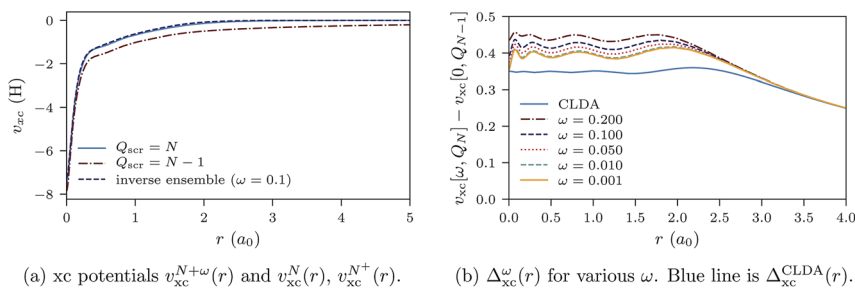 0
−2
−4
−6
−8
v_xc (H)
Q_scr = N
Q_scr = N − 1
inverse ensemble (ω = 0.1)
0 1 2 3 4 5
r (a_0)
(a) xc potentials v_xc^{N+ω}(r) and v_xc^N(r), v_xc^{N^+}(r).
0.5
0.4
0.3
0.2
0.1
0.0
v_xc[ω, Q_N] − v_xc[0, Q_{N−1}]
CLDA
ω = 0.200
ω = 0.100
ω = 0.050
ω = 0.010
ω = 0.001
0.0 0.5 1.0 1.5 2.0 2.5 3.0 3.5 4.0
r (a_0)
(b) Δ_xc^ω(r) for various ω. Blue line is Δ_xc^CLDA(r).